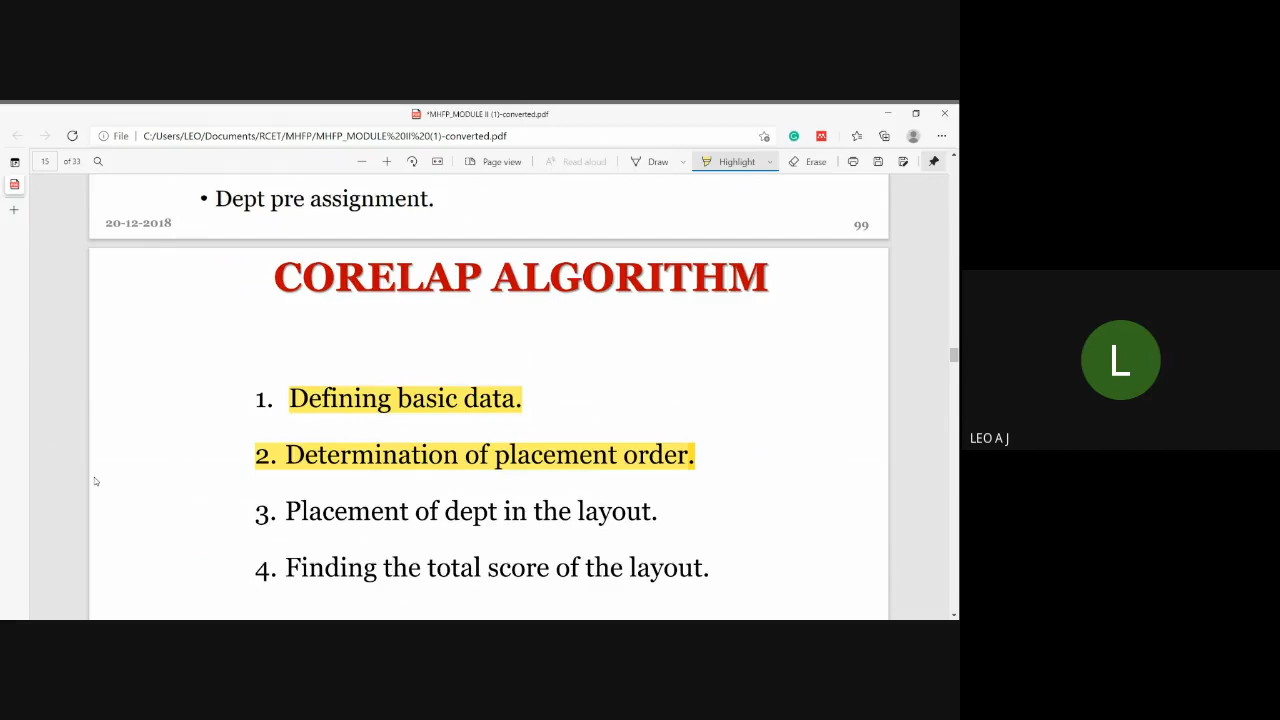 *MHFP_MODULE II (1)-converted.pdf
File | C:/Users/LEO/Documents/RCET/MHFP/MHFP_MODULE%20II%20(1)-converted.pdf
15 of 33 Page view Read aloud Draw Highlight Erase
• Dept pre assignment.
20-12-2018 99
CORELAP ALGORITHM
1. Defining basic data.
2. Determination of placement order.
3. Placement of dept in the layout.
4. Finding the total score of the layout.
L
LEO A J